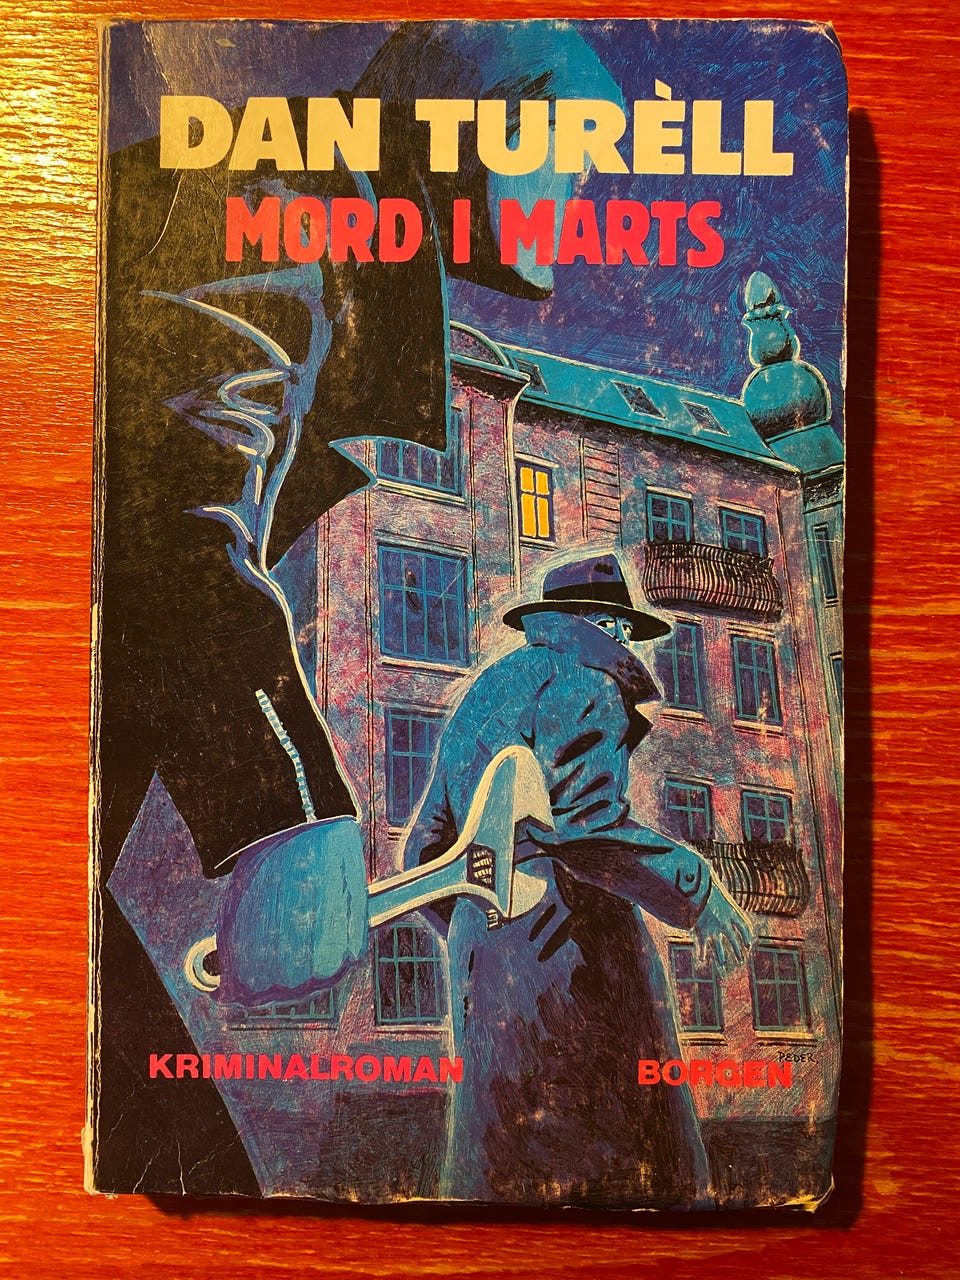 DAN TURÈLL
MORD I MARTS
PEDER
KRIMINALROMAN BORGEN